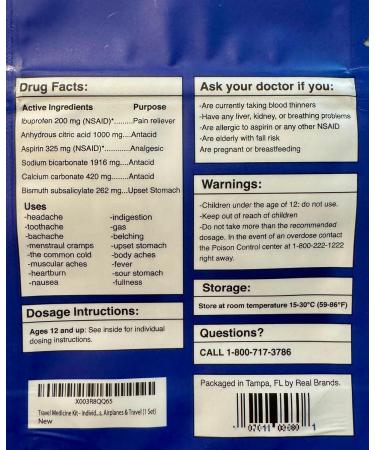 Drug Facts:
Active Ingredients Purpose
Ibuprofen 200 mg (NSAID)*........Pain reliever
Anhydrous citric acid 1000 mg....Antacid
Aspirin 325 mg (NSAID)*.......Analgesic
Sodium bicarbonate 1916 mg....Antacid
Calcium carbonate 420 mg.....Antacid
Bismuth subsalicylate 262 mg...Upset Stomach
Uses
-headache -indigestion
-toothache -gas
-bachache -belching
-menstraul cramps -upset stomach
-the common cold -body aches
-muscular aches -fever
-heartburn -sour stomach
-nausea -fullness
Dosage Intructions:
Ages 12 and up: See inside for individual
dosing instructions.
X003R8QQ65
Travel Medicine Kit - Individ...s, Airplanes & Travel (1 Set)
New
Ask your doctor if you:
-Are currently taking blood thinners
-Have any liver, kidney, or breathing problems
-Are allergic to aspirin or any other NSAID
-Are elderly with fall risk
Are pregnant or breastfeeding
Warnings:
-Children under the age of 12: do not use.
-Keep out of reach of children
-Do not take more than the recommended
dosage. In the event of an overdose contact
the Poison Control center at 1-800-222-1222
right away.
Storage:
Store at room temperature 15-30°C (59-86°F)
Questions?
CALL 1-800-717-3786
Packaged in Tampa, FL by Real Brands.